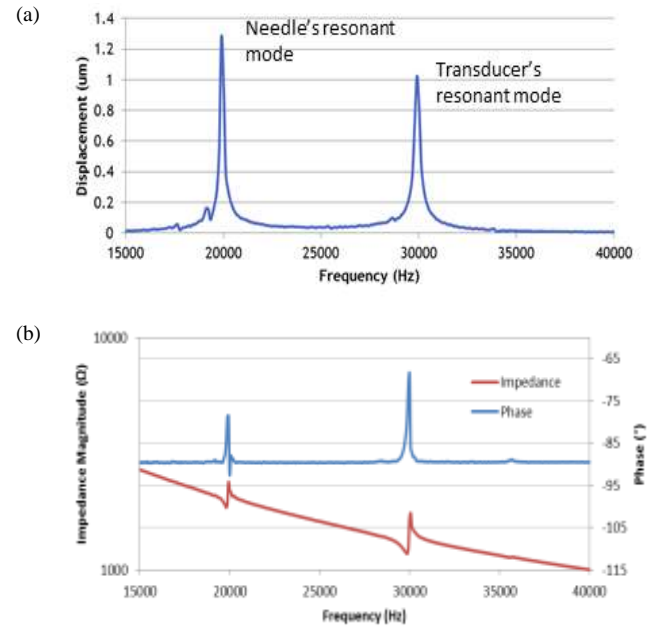 (a)
1.4
1.2
1
0.8
0.6
0.4
0.2
0
Displacement (um)
Needle's resonant
mode
Transducer's
resonant mode
15000 20000 25000 30000 35000 40000
Frequency (Hz)
(b)
10000
1000
Impedance Magnitude (Ω)
Impedance
Phase
-65
-75
-85
-95
-105
-115
Phase (°)
15000 20000 25000 30000 35000 40000
Frequency [Hz)